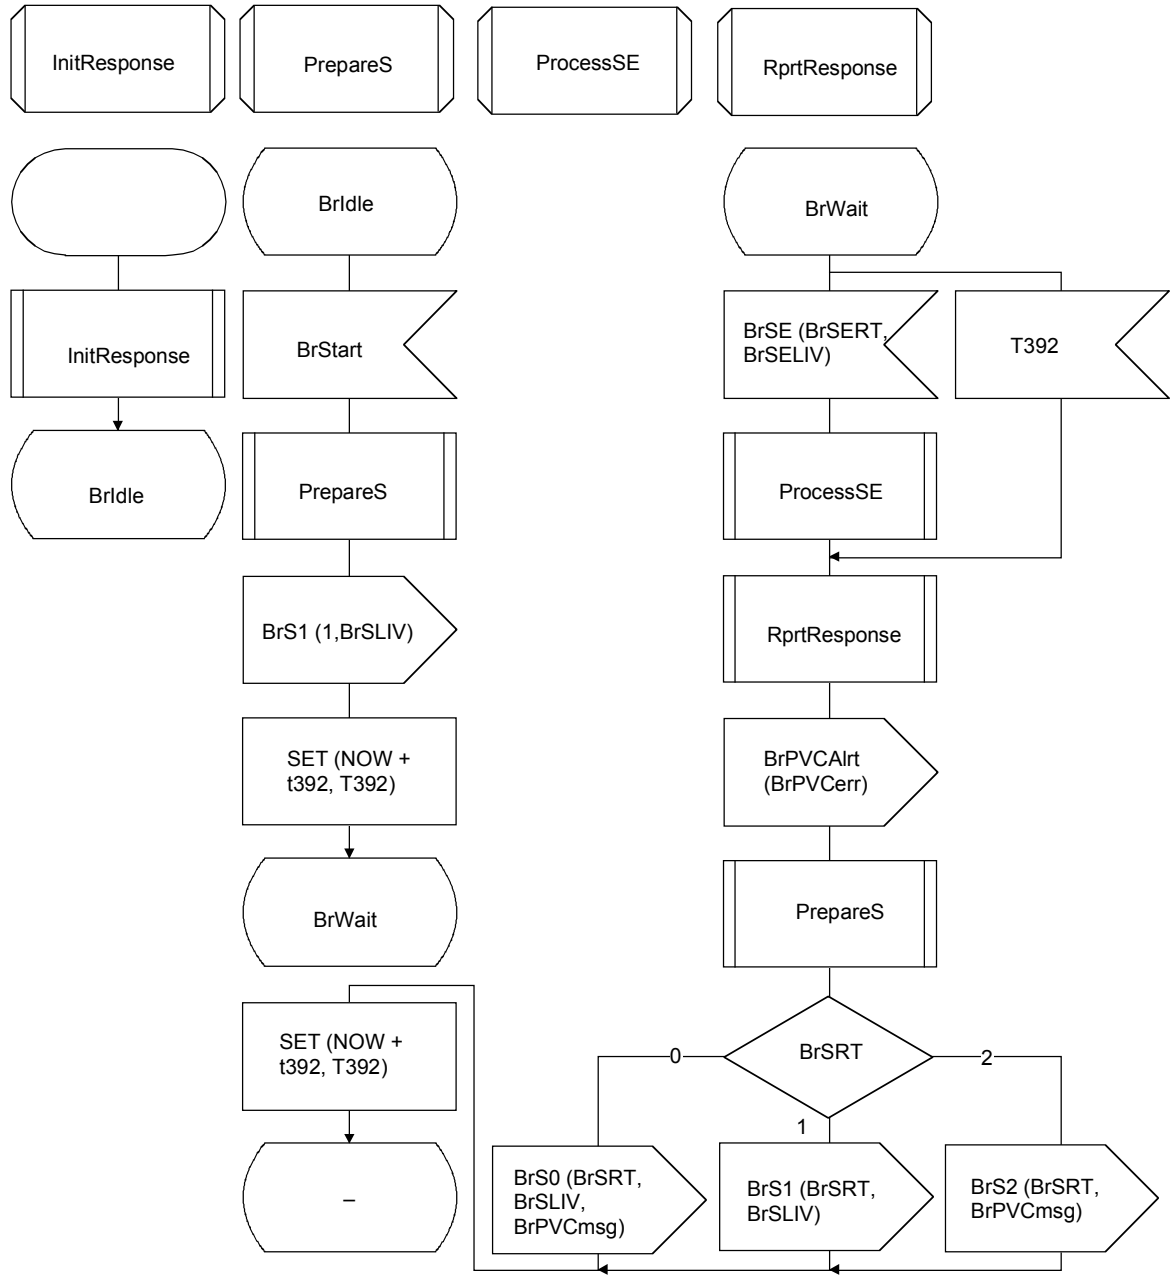 InitResponse
PrepareS
ProcessSE
RprtResponse
BrIdle
BrWait
InitResponse
BrStart
BrSE (BrSERT,
BrSELIV)
T392
BrIdle
PrepareS
ProcessSE
BrS1 (1,BrSLIV)
RprtResponse
SET (NOW +
t392, T392)
BrPVCAlrt
(BrPVCerr)
BrWait
PrepareS
SET (NOW +
t392, T392)
0
BrSRT
2
1
–
BrS0 (BrSRT,
BrSLIV,
BrPVCmsg)
BrS1 (BrSRT,
BrSLIV)
BrS2 (BrSRT,
BrPVCmsg)